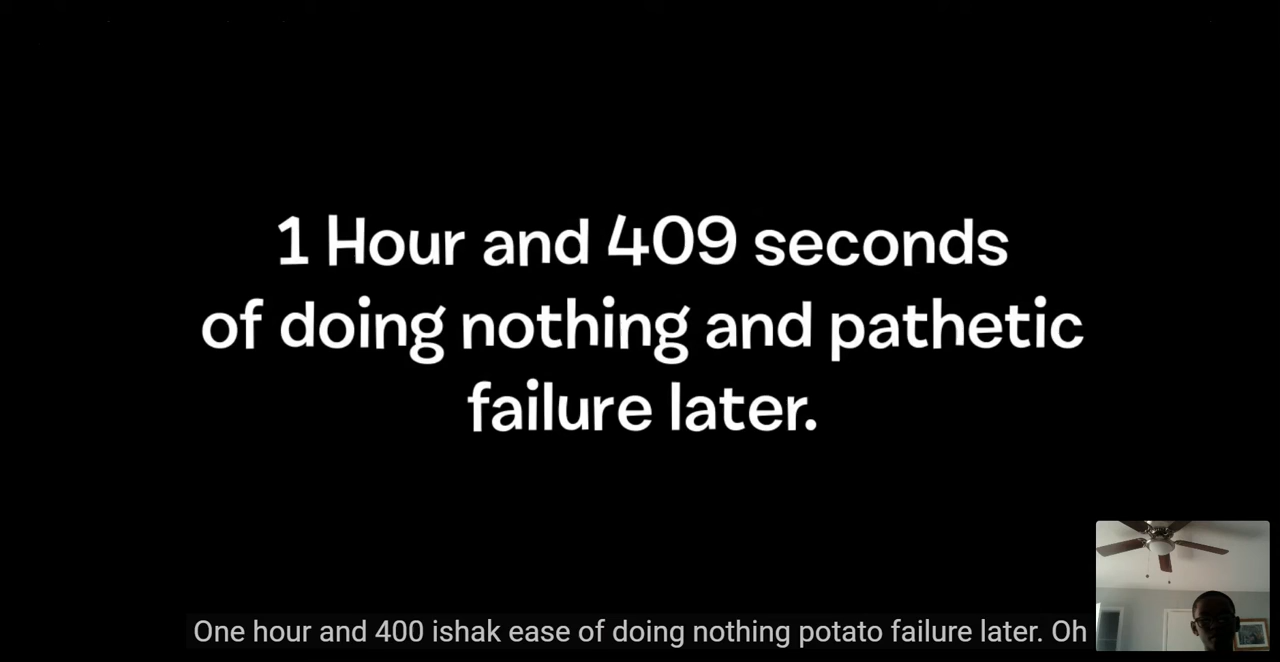 1 Hour and 409 seconds
of doing nothing and pathetic
failure later.
One hour and 400 ishak ease of doing nothing potato failure later. Oh